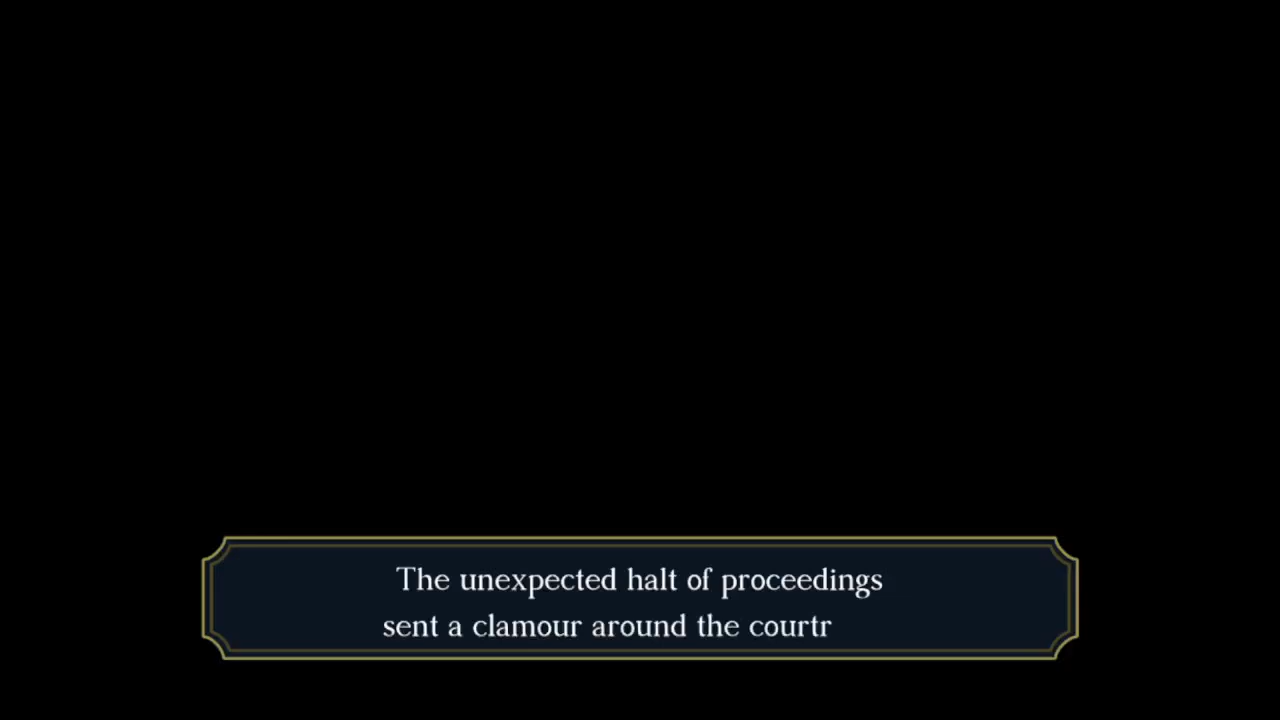 The unexpected halt of proceedings
sent a clamour around the courtr